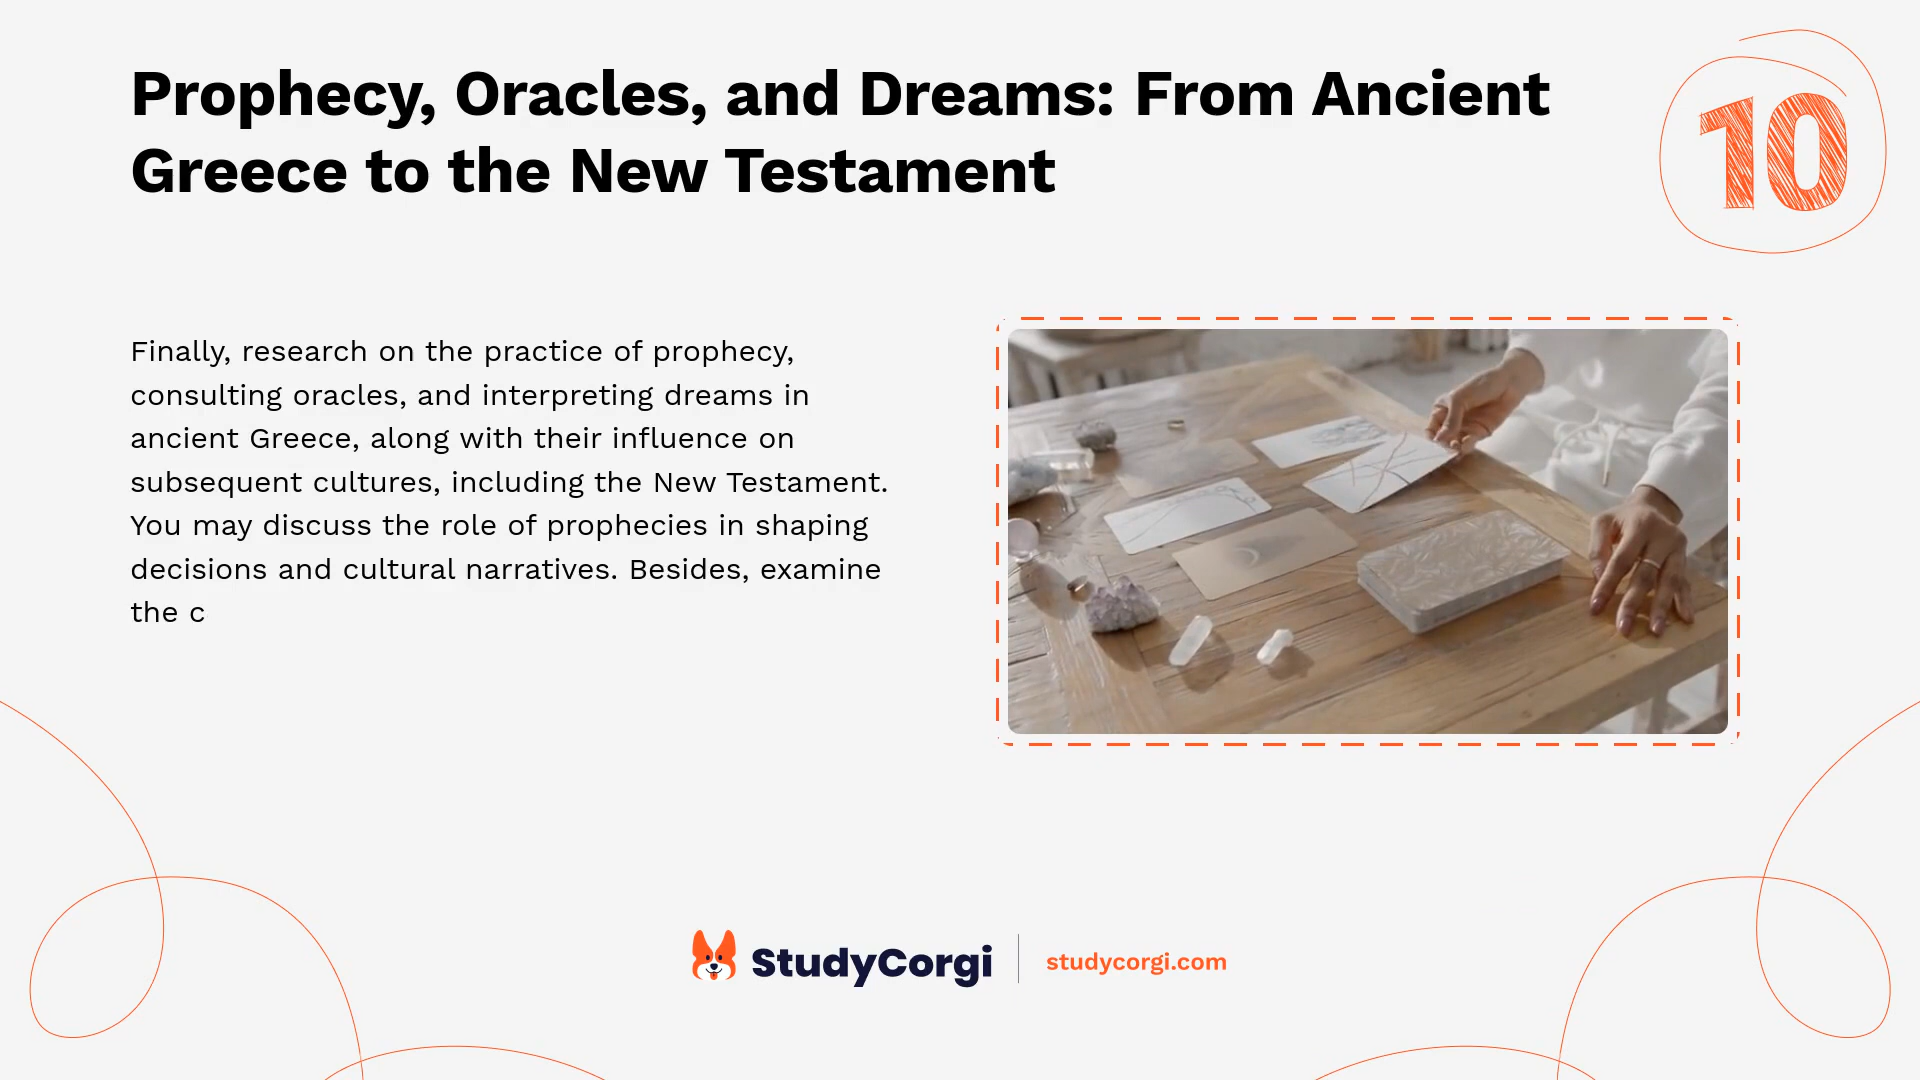 Prophecy, Oracles, and Dreams: From Ancient
Greece to the New Testament
10
Finally, research on the practice of prophecy,
consulting oracles, and interpreting dreams in
ancient Greece, along with their influence on
subsequent cultures, including the New Testament.
You may discuss the role of prophecies in shaping
decisions and cultural narratives. Besides, examine
the c
StudyCorgi
studycorgi.com